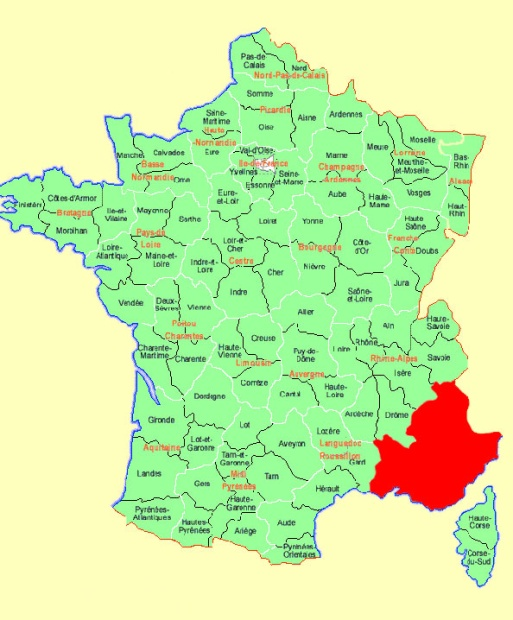 Pas-de
Calais
Nord
Nord-Pas-de-Calais
Somme
Picardie
Aisne
Ardennes
Seine-
Maritime
Haute
-Normandie
Eure
Oise
Val-d'Oise
Ile-de-France
Yvelines
Essonne
Seine-
et-Marne
Marne
Champagne
Ardennes
Aube
Haute-
Marne
Meuse
Moselle
Lorraine
Meurthe-
et-Moselle
Vosges
Bas-
Rhin
Alsace
Haut-
Rhin
Manche
Calvados
Basse
Normandie
Orne
Finistère
Côtes-d'Armor
Bretagne
Morbihan
Ille-et-
Vilaine
Mayenne
Sarthe
Pays-de
Loire
Loire-
Atlantique
Maine-et-
Loire
Vendée
Eure-
et-Loir
Loiret
Loir-et
Cher
Centre
Indre-et-
Loire
Cher
Indre
Yonne
Bourgogne
Nièvre
Côte-
d'Or
Saône-
et-Loire
Haute
Saône
Franche
Comté
Doubs
Jura
Deux-
Sèvres
Vienne
Poitou
Charentes
Charente-
Maritime
Charente
Haute-
Vienne
Creuse
Limousin
Corrèze
Allier
Puy-de-
Dôme
Auvergne
Cantal
Haute-
Loire
Loire
Rhône
Ain
Haute-
Savoie
Rhône-Alpes
Savoie
Isère
Ardèche
Drôme
Dordogne
Gironde
Aquitaine
Lot-et-
Garonne
Landes
Pyrénées-
Atlantiques
Lot
Aveyron
Tarn-et-
Garonne
Midi
Pyrenees
Tarn
Gers
Haute-
Garonne
Hautes-
Pyrénées
Ariège
Lozère
Languedoc
Roussillon
Gard
Hérault
Aude
Pyrénées
Orientales
Haute-
Corse
Corse-
du-Sud